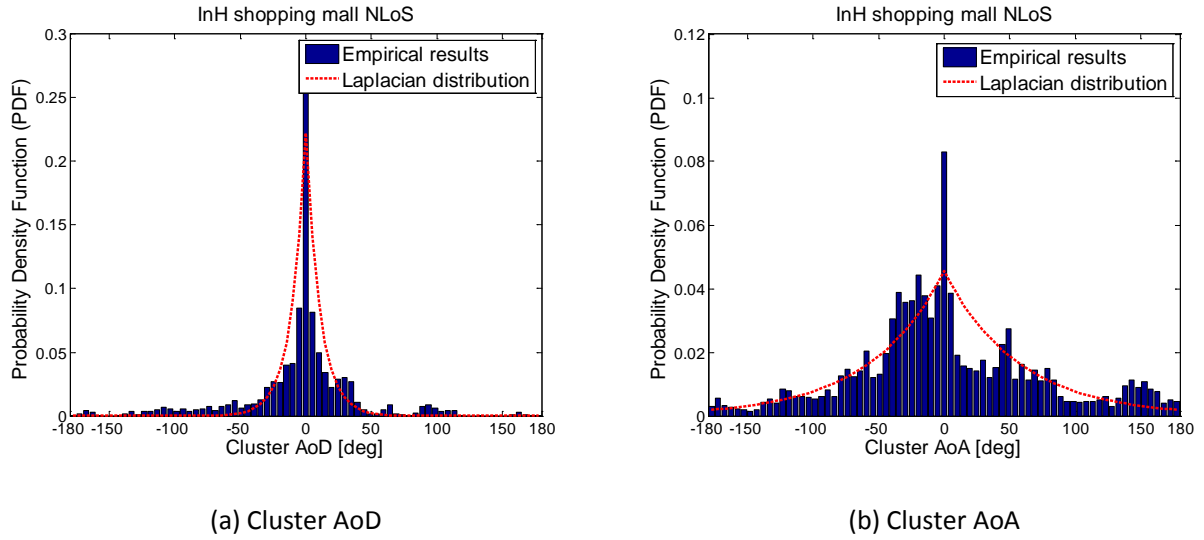 InH shopping mall NLoS
0.3
0.25
0.2
0.15
0.1
0.05
0
Probability Density Function (PDF)
Empirical results
Laplacian distribution
-180 -150 -100 -50 0 50 100 150 180
Cluster AoD [deg]
(a) Cluster AoD
InH shopping mall NLoS
0.12
0.1
0.08
0.06
0.04
0.02
0
Probability Density Function (PDF)
Empirical results
Laplacian distribution
-180 -150 -100 -50 0 50 100 150 180
Cluster AoA [deg]
(b) Cluster AoA